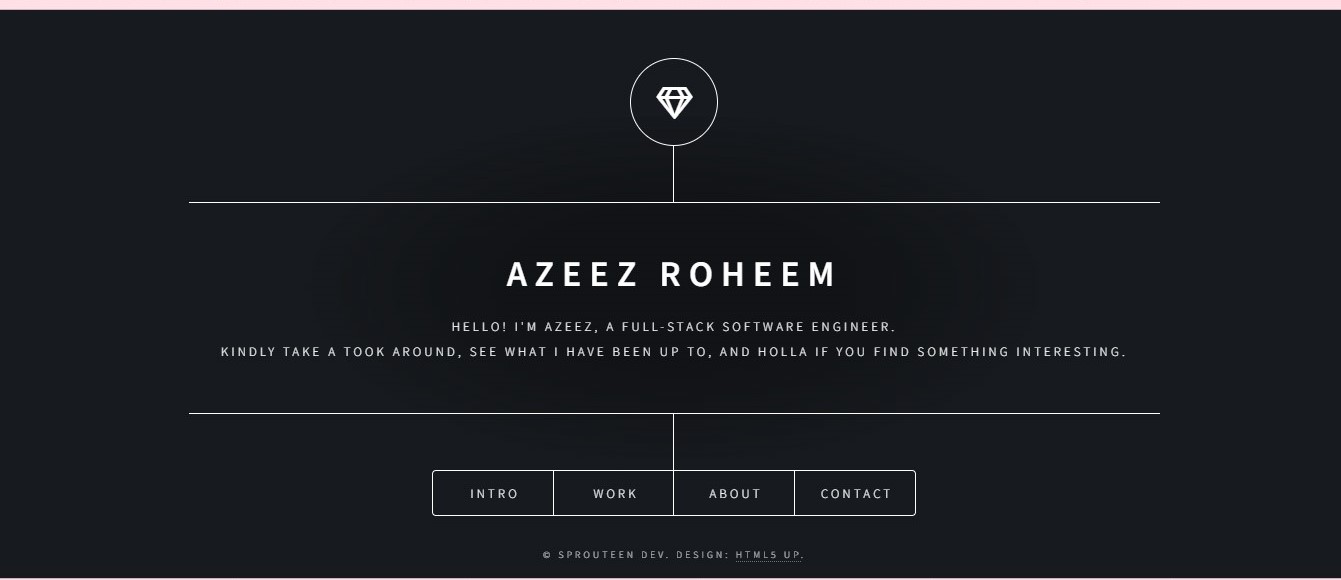 AZEEZ ROHEEM
HELLO! I'M AZEEZ, A FULL-STACK SOFTWARE ENGINEER.
KINDLY TAKE A TOOK AROUND, SEE WHAT I HAVE BEEN UP TO, AND HOLLA IF YOU FIND SOMETHING INTERESTING.
INTRO WORK ABOUT CONTACT
© SPROUTEEN DEV. DESIGN: HTML5 UP.